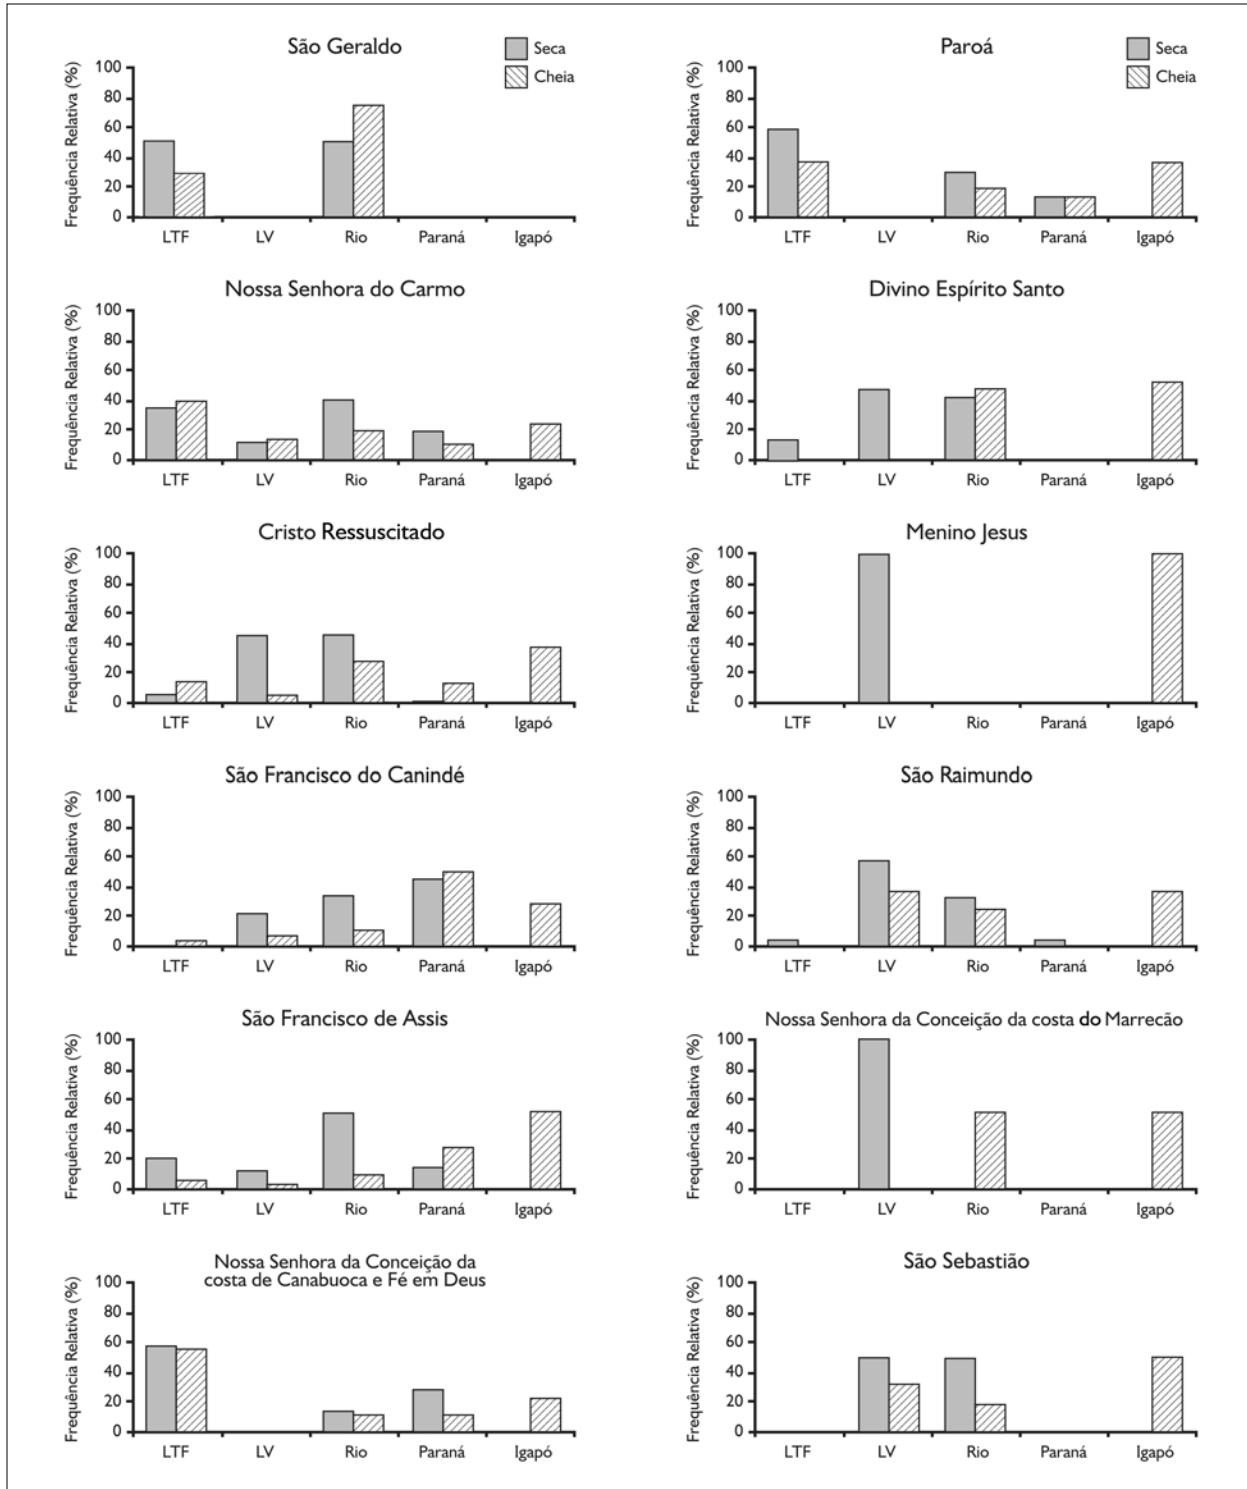 São Geraldo
Seca
Cheia
Frequência Relativa (%)
100
80
60
40
20
0
LTF LV Rio Paraná Igapó
Paroá
Seca
Cheia
Frequência Relativa (%)
100
80
60
40
20
0
LTF LV Rio Paraná Igapó
Nossa Senhora do Carmo
Frequência Relativa (%)
100
80
60
40
20
0
LTF LV Rio Paraná Igapó
Divino Espírito Santo
Frequência Relativa (%)
100
80
60
40
20
0
LTF LV Rio Paraná Igapó
Cristo Ressuscitado
Frequência Relativa (%)
100
80
60
40
20
0
LTF LV Rio Paraná Igapó
Menino Jesus
Frequência Relativa (%)
100
80
60
40
20
0
LTF LV Rio Paraná Igapó
São Francisco do Canindé
Frequência Relativa (%)
100
80
60
40
20
0
LTF LV Rio Paraná Igapó
São Raimundo
Frequência Relativa (%)
100
80
60
40
20
0
LTF LV Rio Paraná Igapó
São Francisco de Assis
Frequência Relativa (%)
100
80
60
40
20
0
LTF LV Rio Paraná Igapó
Nossa Senhora da Conceição da costa do Marrecão
Frequência Relativa (%)
100
80
60
40
20
0
LTF LV Rio Paraná Igapó
Nossa Senhora da Conceição da
costa de Canabuoca e Fé em Deus
Frequência Relativa (%)
100
80
60
40
20
0
LTF LV Rio Paraná Igapó
São Sebastião
Frequência Relativa (%)
100
80
60
40
20
0
LTF LV Rio Paraná Igapó